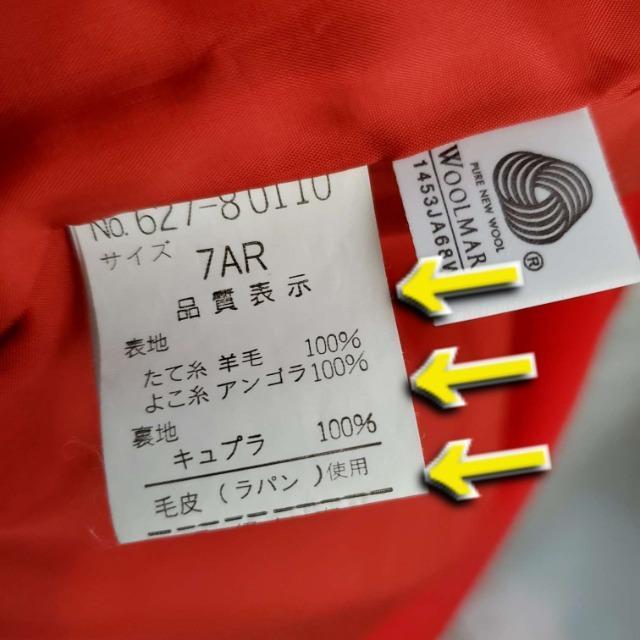 No. 627-80110
サイズ 7AR
品質表示
表地
たて糸 羊毛 100%
よこ糸 アンゴラ 100%
裏地
キュプラ 100%
毛皮 (ラパン)使用
PURE NEW WOOL
WOOLMAR
1453JA68
®